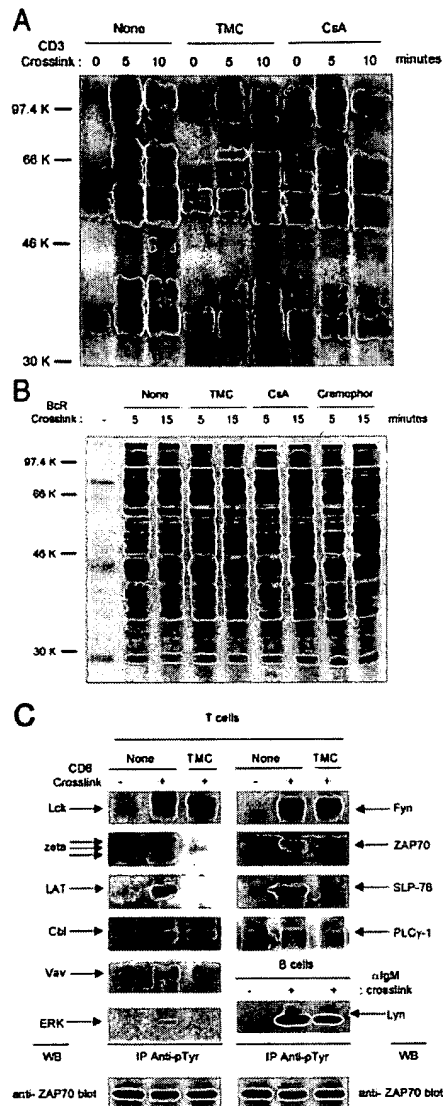 A
None TMC CsA
CD3
Crosslink : 0 5 10 0 5 10 0 5 10 minutes
97.4 K
66 K
46 K
30 K
B
BcR None TMC CsA Cremophor
Crosslink : - 5 15 5 15 5 15 5 15 minutes
97.4 K
66 K
46 K
30 K
C
T cells
None TMC None TMC
CD8
Crosslink - + + - + +
Lck Fyn
zeta ZAP70
LAT SLP-76
Cbl PLCγ-1
Vav B cells
αIgM
- + + : crosslink
ERK Lyn
WB IP Anti-pTyr IP Anti-pTyr WB
anti- ZAP70 blot anti- ZAP70 blot